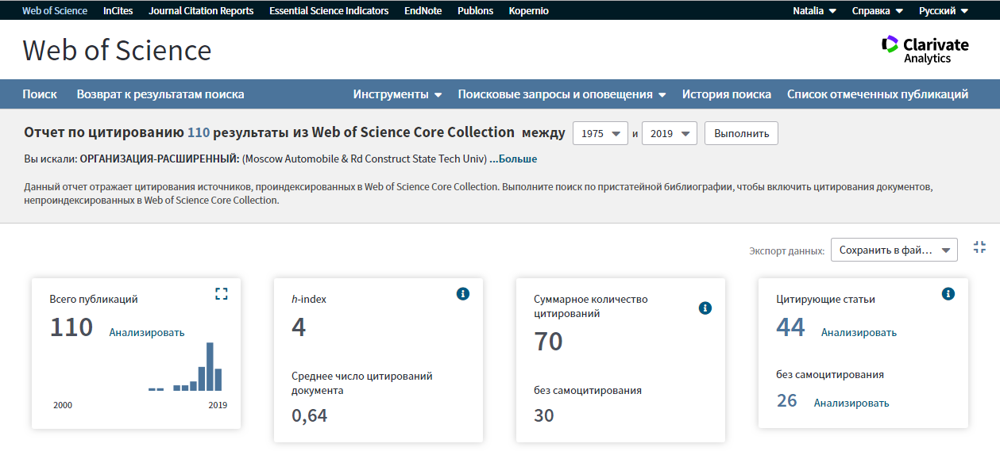 Web of Science InCites Journal Citation Reports Essential Science Indicators EndNote Publons Kopernio Natalia Справка Русский
Web of Science
Clarivate
Analytics
Поиск Возврат к результатам поиска Инструменты Поисковые запросы и оповещения История поиска Список отмеченных публикаций
Отчет по цитированию 110 результаты из Web of Science Core Collection между 1975 и 2019 Выполнить
Вы искали: ОРГАНИЗАЦИЯ-РАСШИРЕННЫЙ: (Moscow Automobile & Rd Construct State Tech Univ) ...Больше
Данный отчет отражает цитирования источников, проиндексированных в Web of Science Core Collection. Выполните поиск по пристатейной библиографии, чтобы включить цитирования документов,
непроиндексированных в Web of Science Core Collection.
Экспорт данных: Сохранить в фай...
Всего публикаций
110 Анализировать
2000 2019
h-index
4
Среднее число цитирований
документа
0,64
Суммарное количество
цитирований
70
без самоцитирования
30
Цитирующие статьи
44 Анализировать
без самоцитирования
26 Анализировать